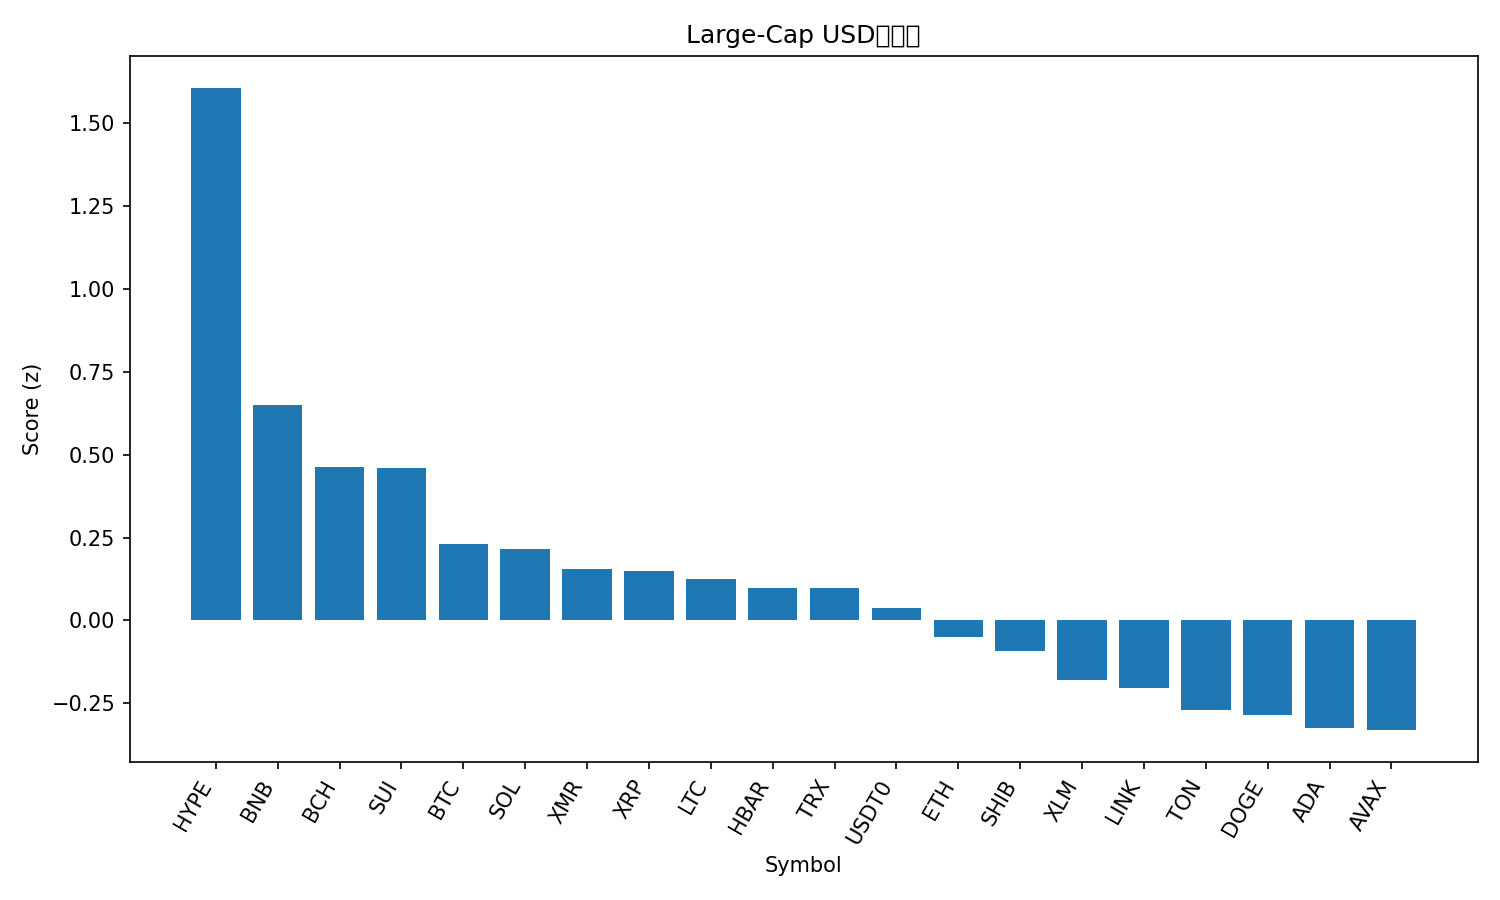 Large-Cap USD
Score (z)
1.50
1.25
1.00
0.75
0.50
0.25
0.00
−0.25
HYPE
BNB
BCH
SUI
BTC
SOL
XMR
XRP
LTC
HBAR
TRX
USDT0
ETH
SHIB
XLM
LINK
TON
DOGE
ADA
AVAX
Symbol